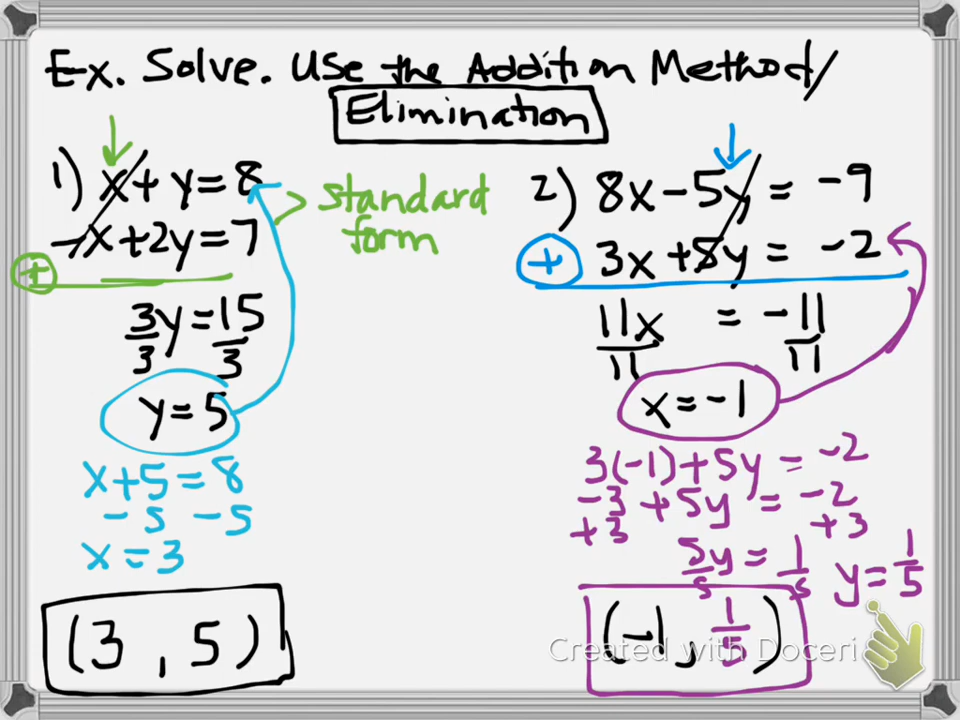 Ex. Solve. Use the Addition Method/
Elimination
1) x + y = 8
-x + 2y = 7
+
standard
form
3y = 15
3 3
y = 5
x + 5 = 8
- 5 - 5
x = 3
(3 , 5)
2) 8x - 5y = -9
+ 3x + 5y = -2
11x = -11
11 11
x = -1
3(-1) + 5y = -2
-3 + 5y = -2
+3 +3
5y = 1
5 5
y = 1/5
(-1, 1/5)
Created with Doceri